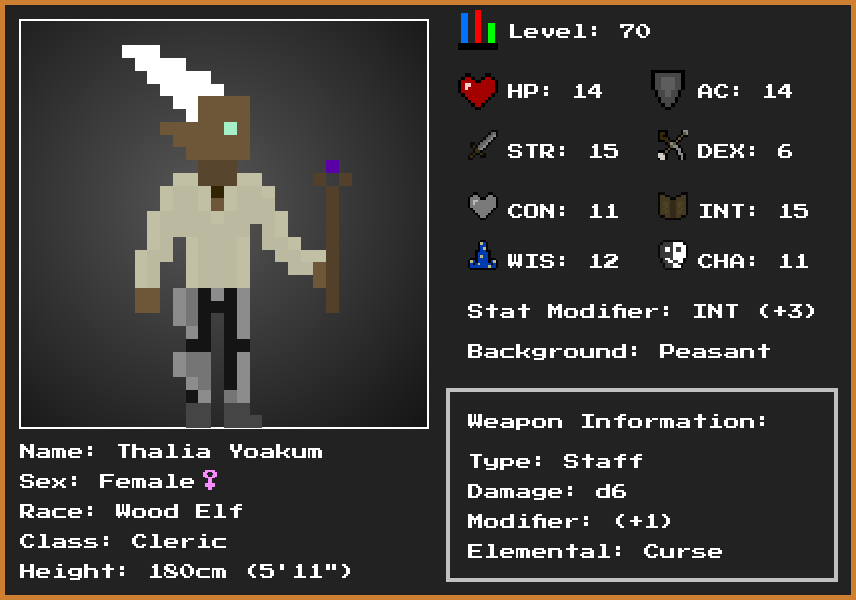 Level: 70
HP: 14 AC: 14
STR: 15 DEX: 6
CON: 11 INT: 15
WIS: 12 CHA: 11
Stat Modifier: INT (+3)
Background: Peasant
Weapon Information:
Type: Staff
Damage: d6
Modifier: (+1)
Elemental: Curse
Name: Thalia Yoakum
Sex: Female♀
Race: Wood Elf
Class: Cleric
Height: 180cm (5'11")